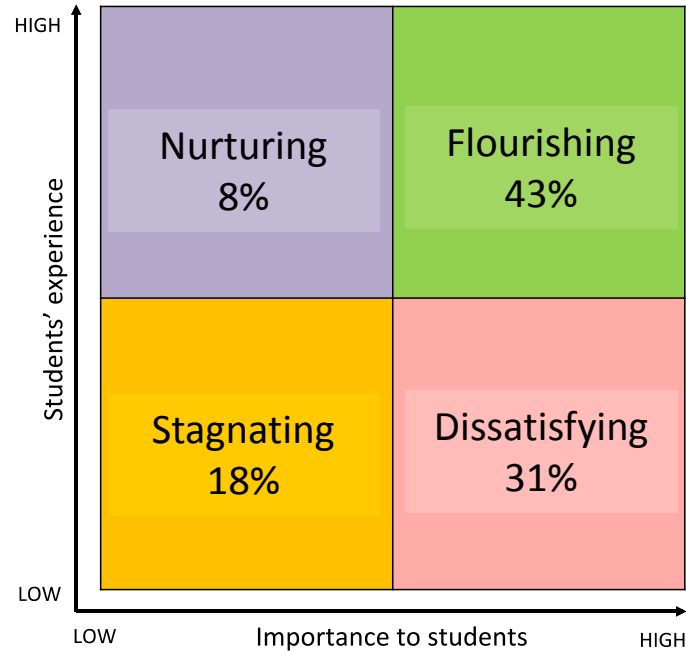 HIGH
Nurturing
8%
Flourishing
43%
Students’ experience
Stagnating
18%
Dissatisfying
31%
LOW
LOW
Importance to students
HIGH